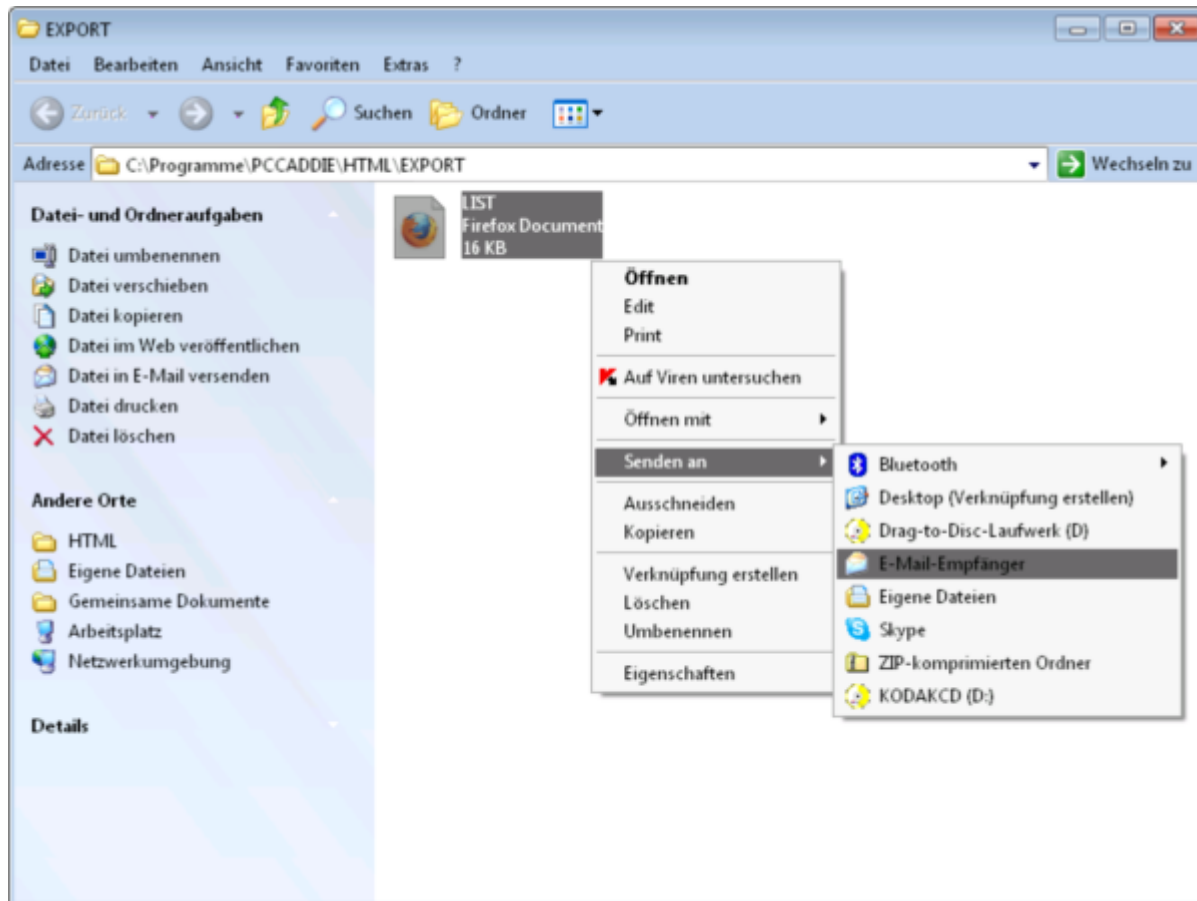 EXPORT
Datei Bearbeiten Ansicht Favoriten Extras ?
Zurück Suchen Ordner
Adresse C:\Programme\PCCADDIE\HTML\EXPORT Wechseln zu
Datei- und Ordneraufgaben
Datei umbenennen
Datei verschieben
Datei kopieren
Datei im Web veröffentlichen
Datei in E-Mail versenden
Datei drucken
Datei löschen
Andere Orte
HTML
Eigene Dateien
Gemeinsame Dokumente
Arbeitsplatz
Netzwerkumgebung
Details
LIST
Firefox Document
16 KB
Öffnen
Edit
Print
Auf Viren untersuchen
Öffnen mit
Senden an
Ausschneiden
Kopieren
Verknüpfung erstellen
Löschen
Umbenennen
Eigenschaften
Bluetooth
Desktop (Verknüpfung erstellen)
Drag-to-Disc-Laufwerk (D)
E-Mail-Empfänger
Eigene Dateien
Skype
ZIP-komprimierten Ordner
KODAKCD (D:)